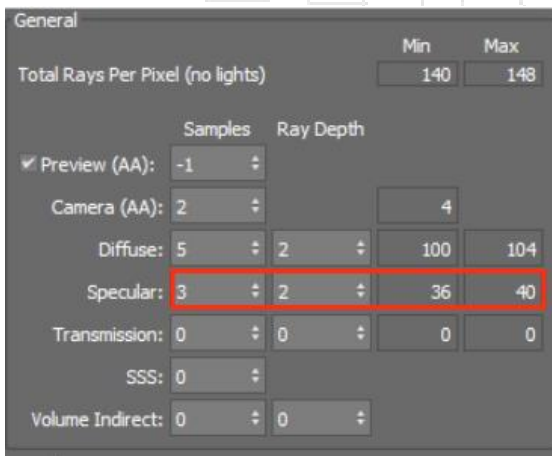 General
Min Max
Total Rays Per Pixel (no lights) 140 148
Samples Ray Depth
Preview (AA): -1
Camera (AA): 2 4
Diffuse: 5 2 100 104
Specular: 3 2 36 40
Transmission: 0 0 0 0
SSS: 0
Volume Indirect: 0 0